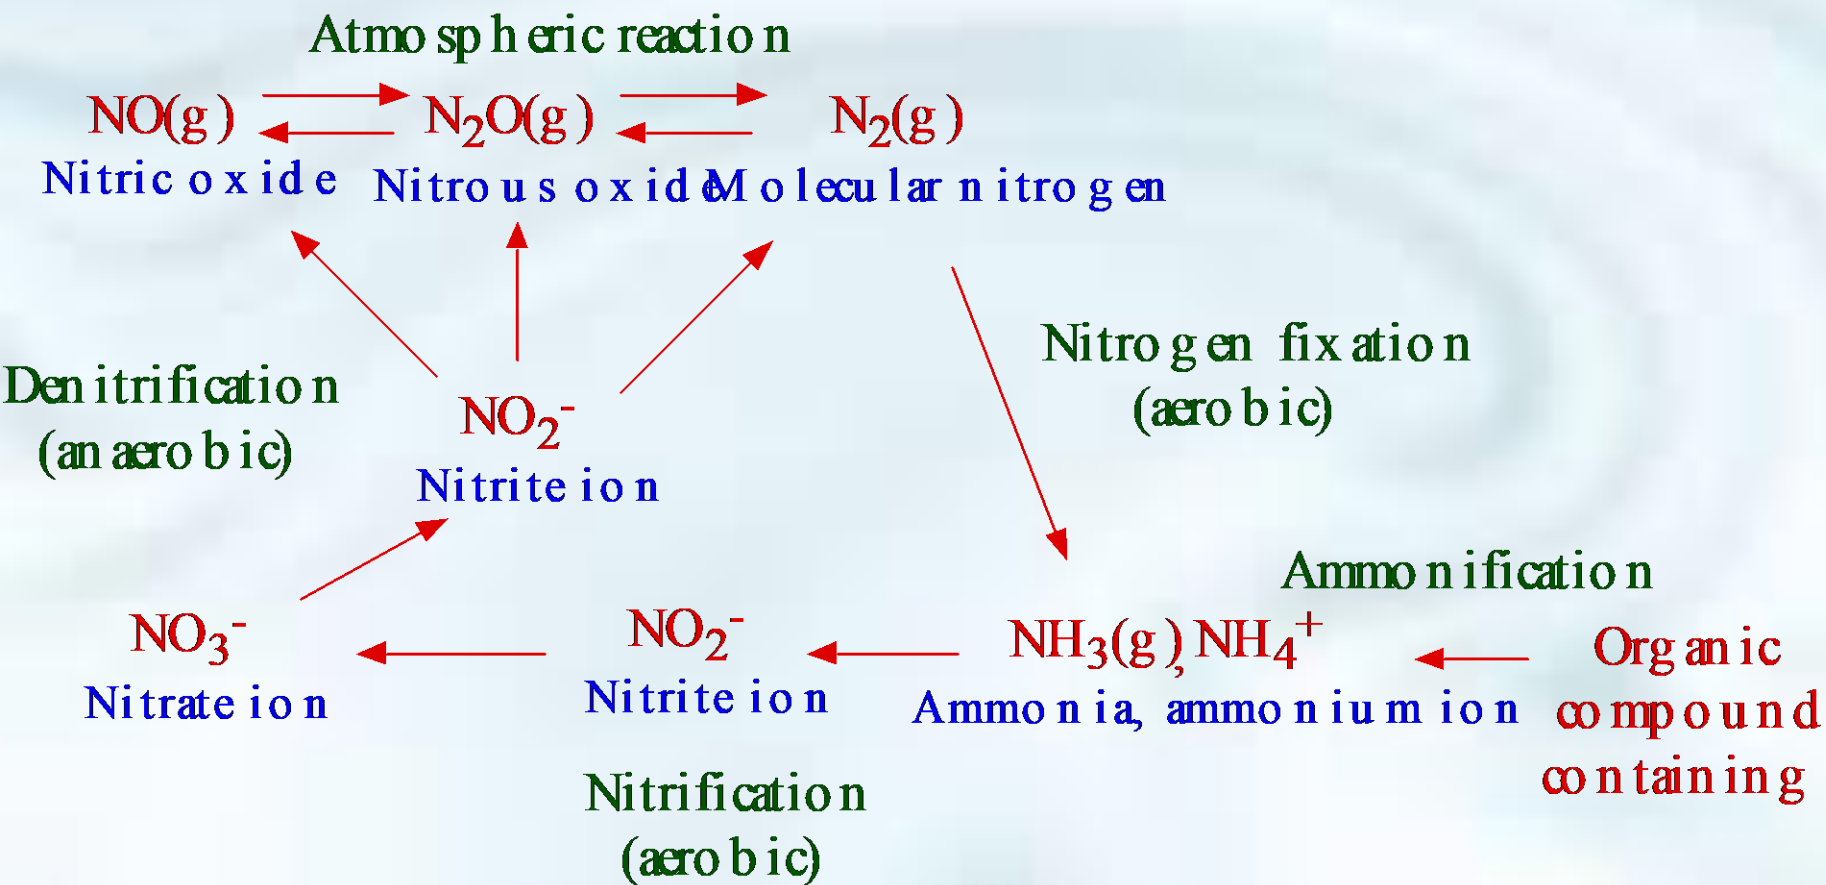 Atmospheric reaction
NO(g) N₂O(g) N₂(g)
Nitric oxide Nitrous oxide Molecular nitrogen
Nitrogen fixation
(aerobic)
Denitrification
(anaerobic)
NO₂⁻
Nitrite ion
Ammonification
NO₃⁻ NO₂⁻ NH₃(g), NH₄⁺ Organic
Nitrate ion Nitrite ion Ammonia, ammonium ion compound
containing
Nitrification
(aerobic)